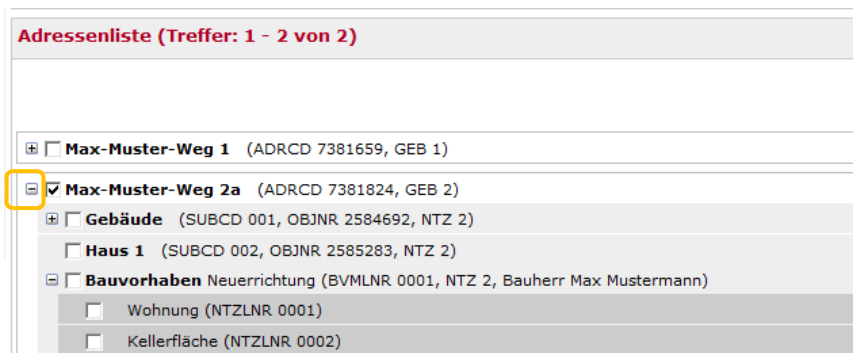 Adressenliste (Treffer: 1 - 2 von 2)
Max-Muster-Weg 1 (ADRCD 7381659, GEB 1)
Max-Muster-Weg 2a (ADRCD 7381824, GEB 2)
Gebäude (SUBCD 001, OBJNR 2584692, NTZ 2)
Haus 1 (SUBCD 002, OBJNR 2585283, NTZ 2)
Bauvorhaben Neuerrichtung (BVMLNR 0001, NTZ 2, Bauherr Max Mustermann)
Wohnung (NTZLNR 0001)
Kellerfläche (NTZLNR 0002)